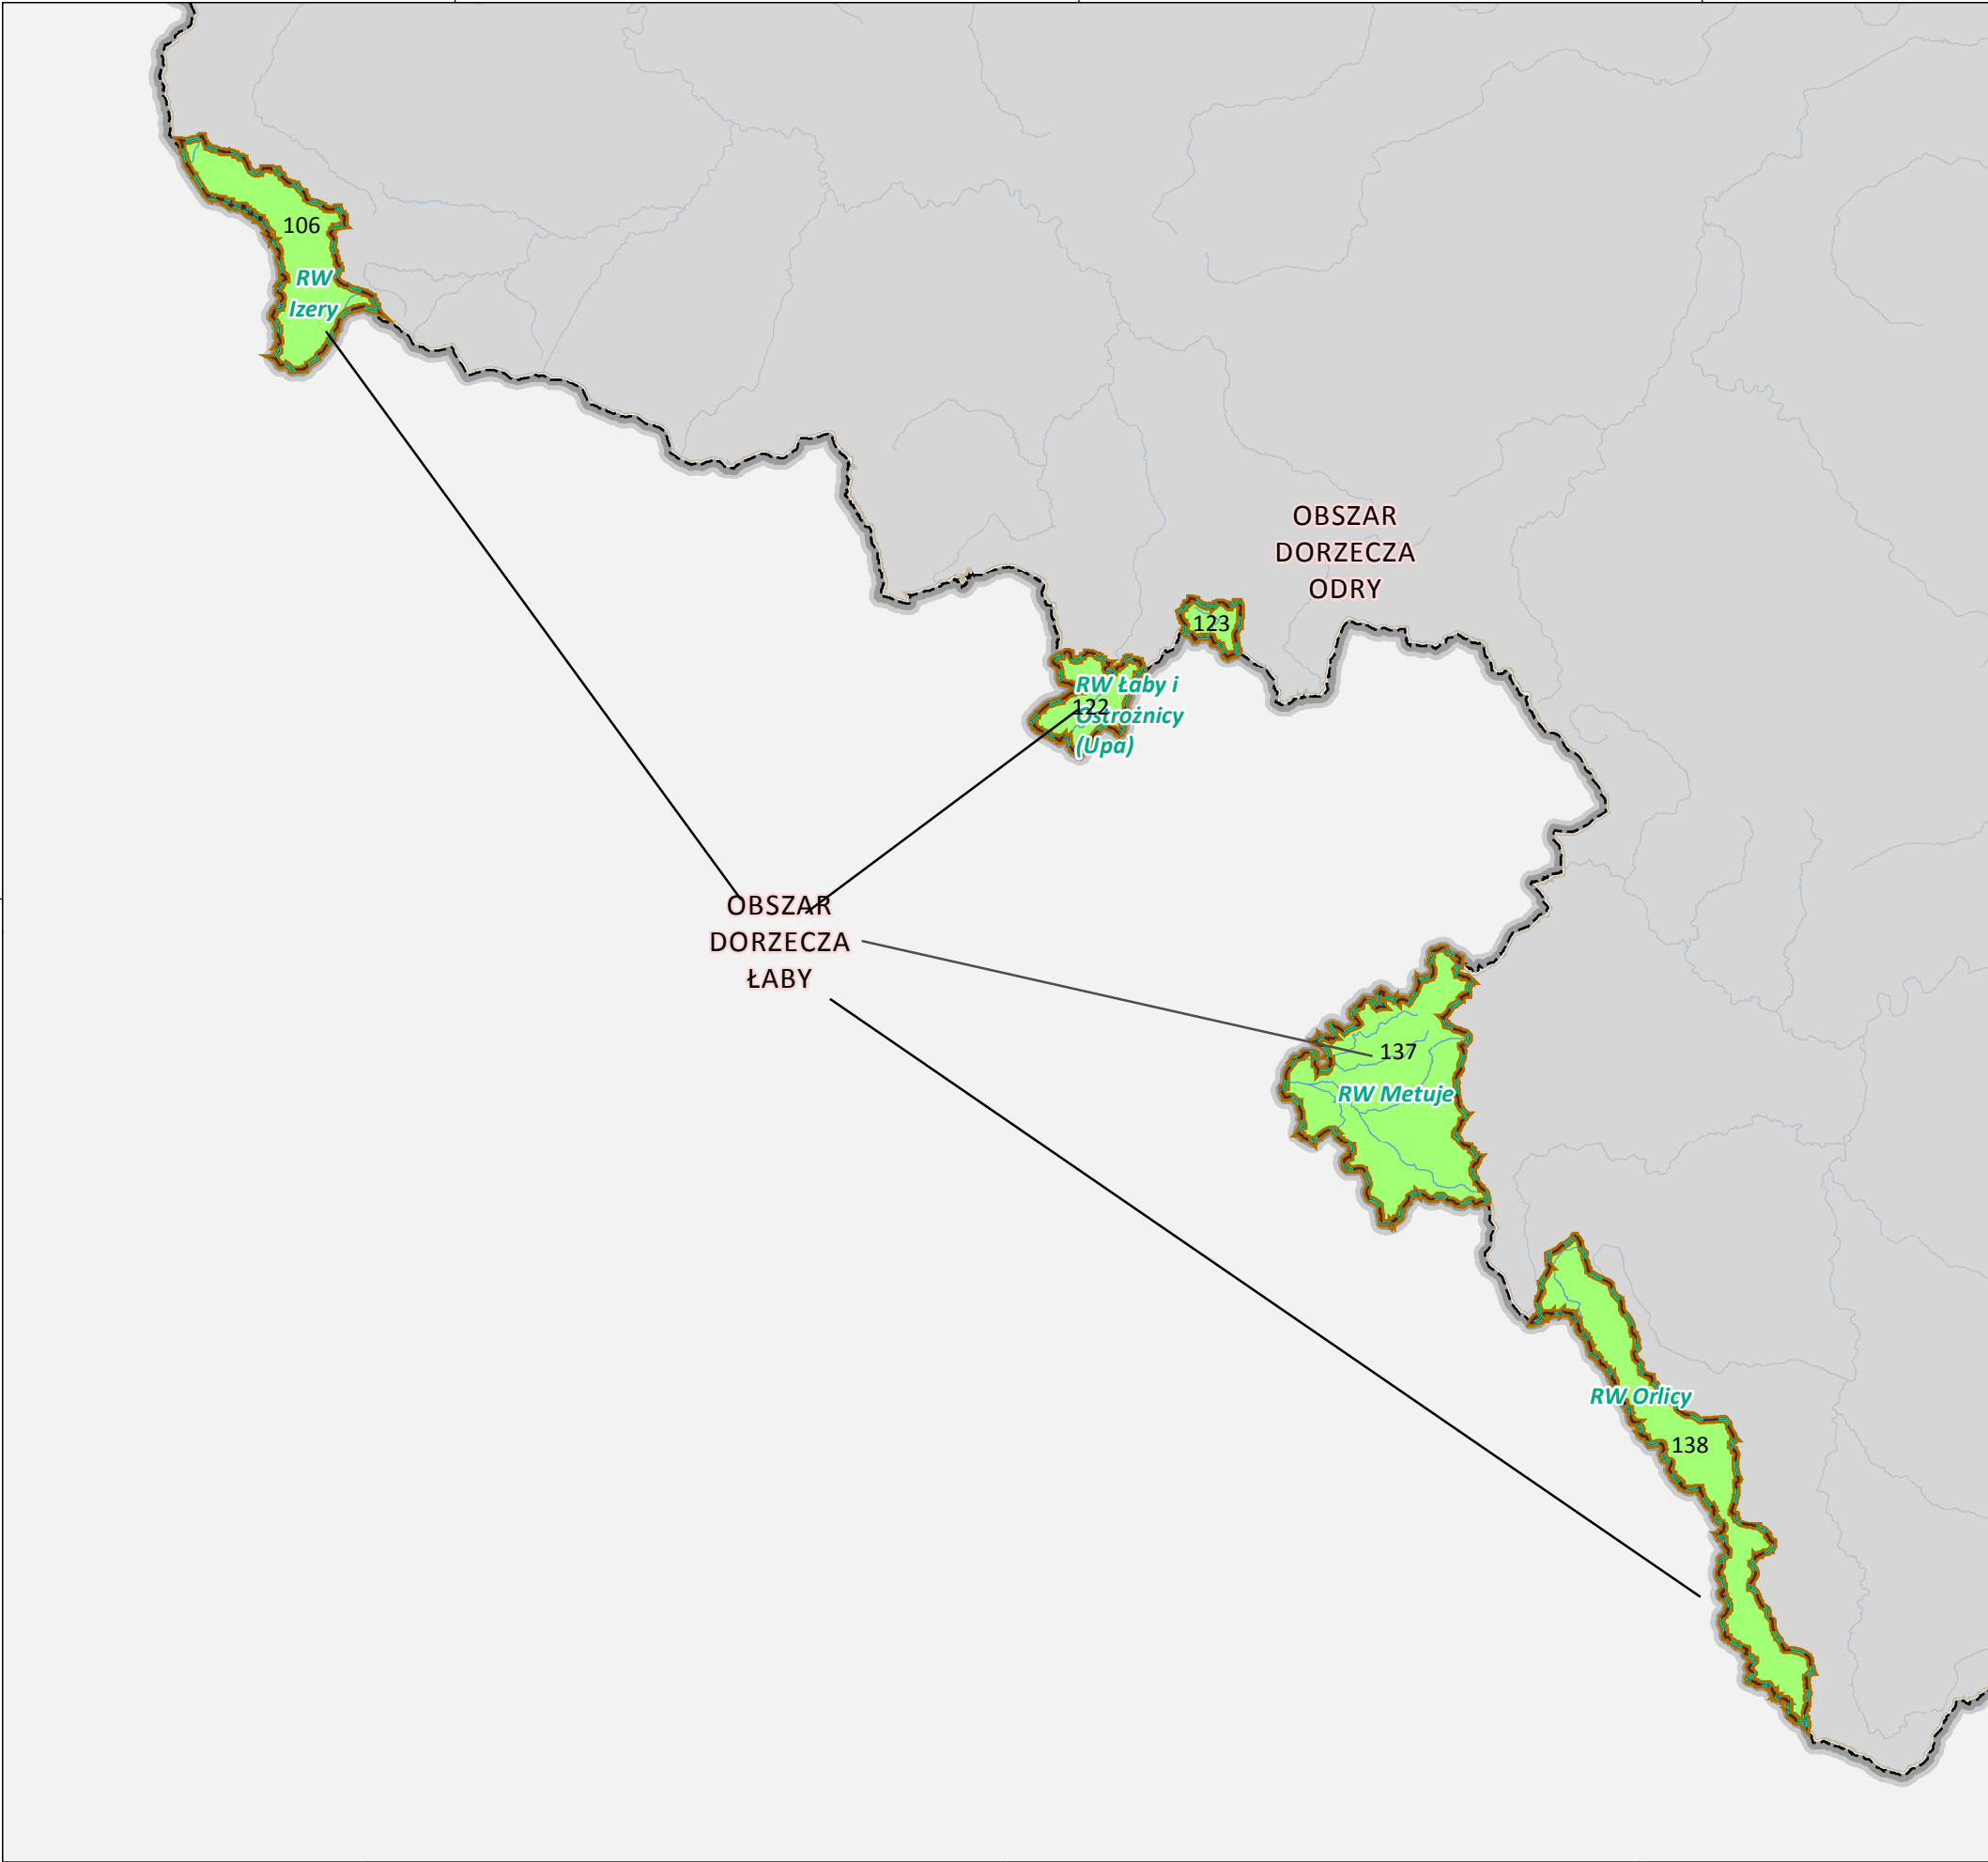 106
RW
Izery
OBSZAR
DORZECZA
ODRY
123
RW Łaby i
122
Ostrożnicy
(Upa)
OBSZAR
DORZECZA
ŁABY
137
RW Metuje
RW Orlicy
138